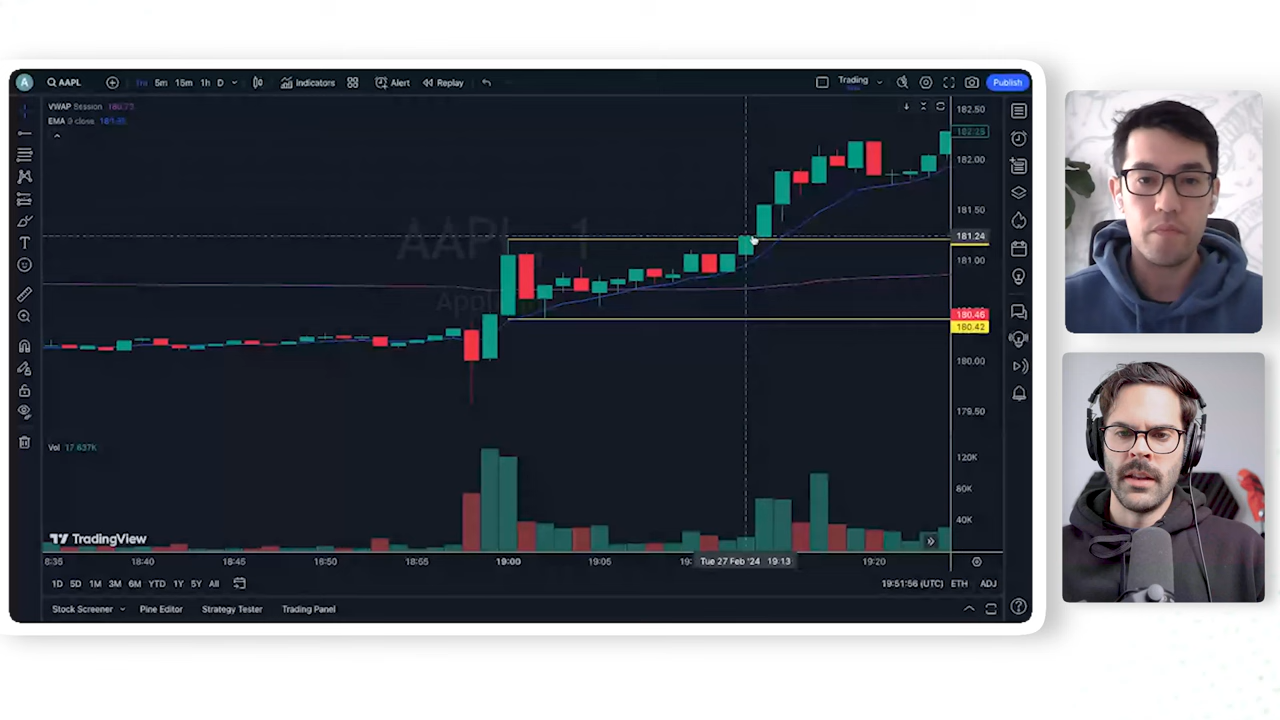 A AAPL 1m 5m 15m 1h D Indicators Alert Replay Trading Publish
VWAP Session
EMA 9 close
182.50
182.00
181.50
181.24
181.00
180.46
180.42
180.00
179.50
AAPL, 1
Vol 17.637K
120K
80K
40K
TradingView
18:40 18:45 18:50 18:55 19:00 19:05 Tue 27 Feb '24 19:13 19:20
1D 5D 1M 3M 6M YTD 1Y 5Y All 19:51:56 (UTC) ETH ADJ
Stock Screener Pine Editor Strategy Tester Trading Panel